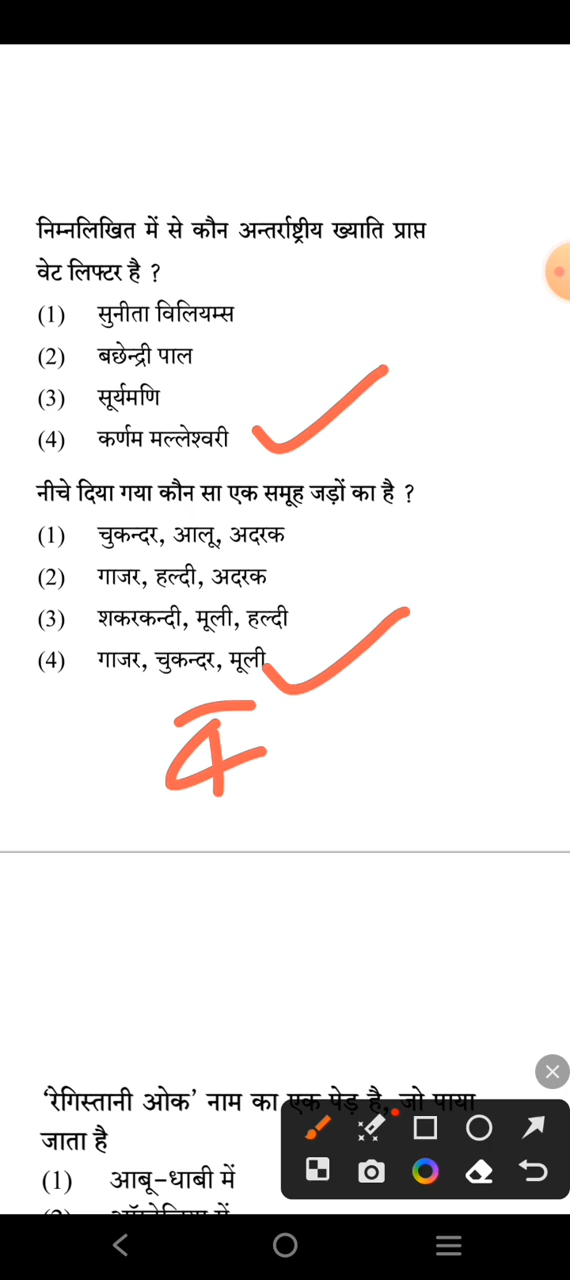 निम्नलिखित में से कौन अन्तर्राष्ट्रीय ख्याति प्राप्त
वेट लिफ्टर है ?
(1) सुनीता विलियम्स
(2) बछेन्द्री पाल
(3) सूर्यमणि
(4) कर्णम मल्लेश्वरी
नीचे दिया गया कौन सा एक समूह जड़ों का है ?
(1) चुकन्दर, आलू, अदरक
(2) गाजर, हल्दी, अदरक
(3) शकरकन्दी, मूली, हल्दी
(4) गाजर, चुकन्दर, मूली
4
‘रेगिस्तानी ओक’ नाम का एक पेड़ है, जो पाया
जाता है
(1) आबू-धाबी में